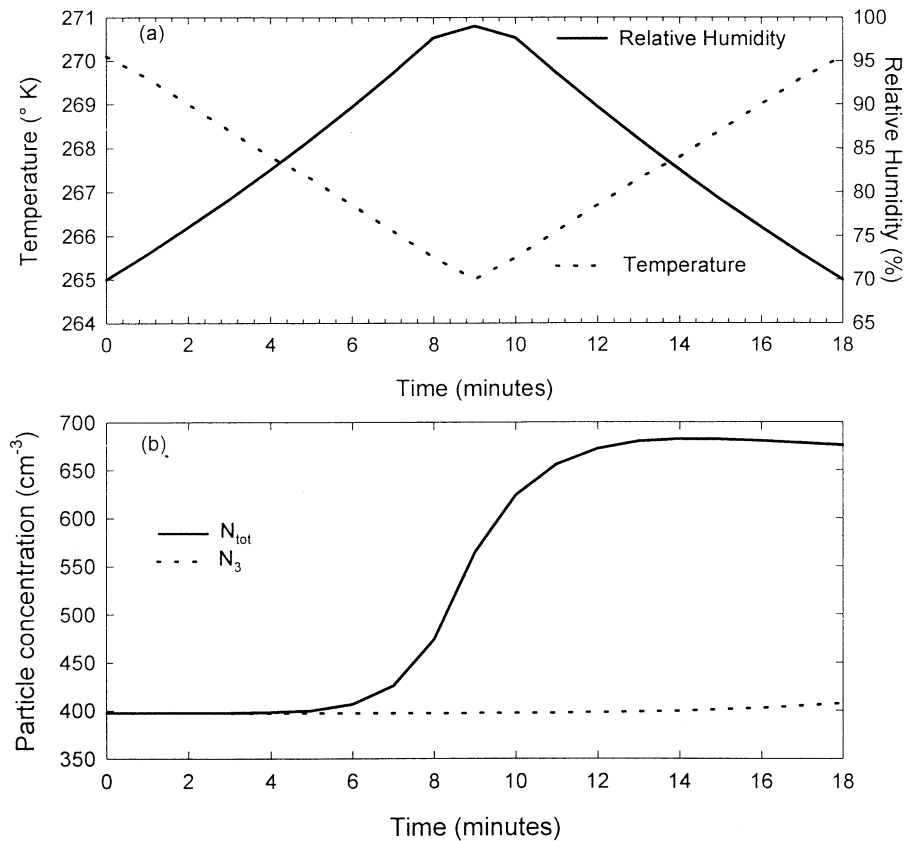 (a)
Relative Humidity
Temperature
271
270
269
268
267
266
265
264
Temperature (° K)
100
95
90
85
80
75
70
65
Relative Humidity (%)
0 2 4 6 8 10 12 14 16 18
Time (minutes)
(b)
N_tot
N_3
700
650
600
550
500
450
400
350
Particle concentration (cm⁻³)
0 2 4 6 8 10 12 14 16 18
Time (minutes)